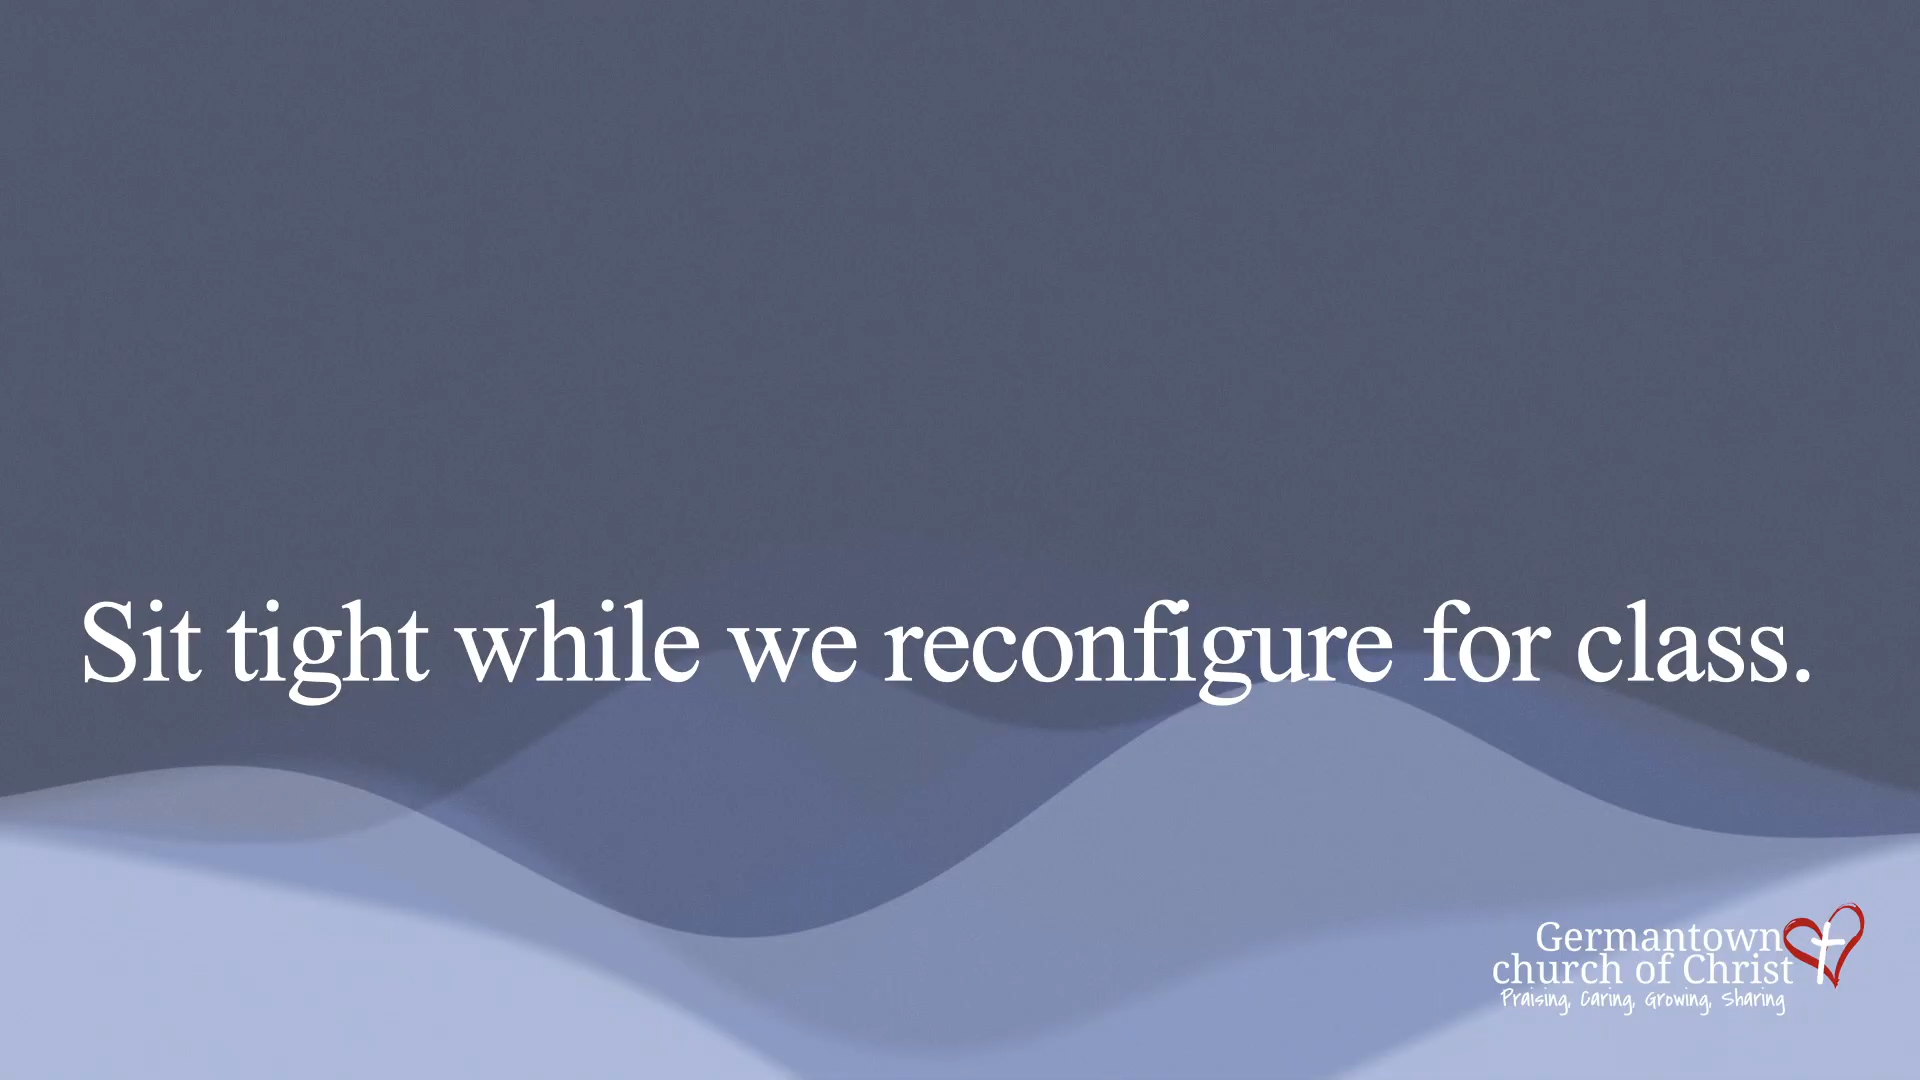 Sit tight while we reconfigure for class.
Germantown
church of Christ
Praising, Caring, Growing, Sharing